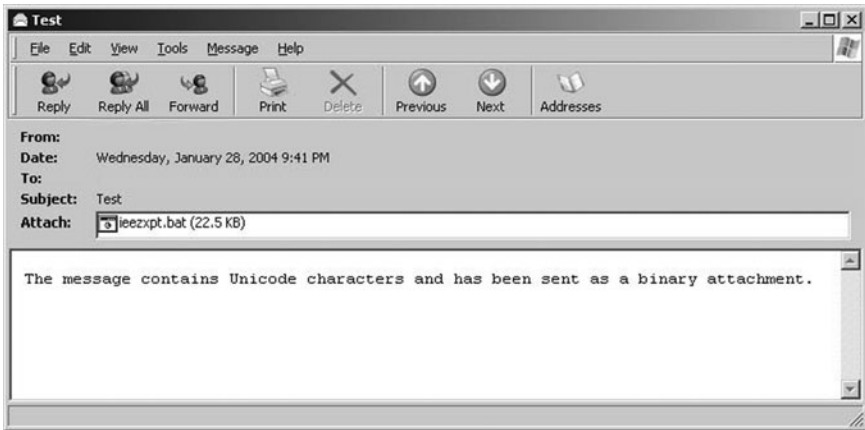 Test
File Edit View Tools Message Help
Reply Reply All Forward Print Delete Previous Next Addresses
From:
Date: Wednesday, January 28, 2004 9:41 PM
To:
Subject: Test
Attach: ieezxpt.bat (22.5 KB)
The message contains Unicode characters and has been sent as a binary attachment.